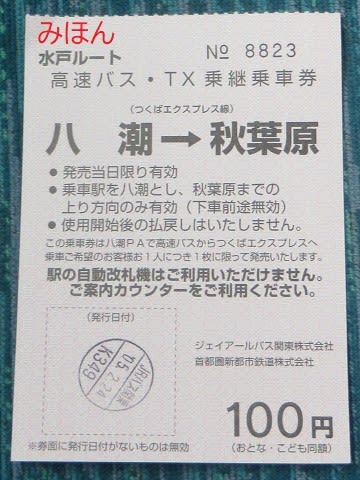 みほん
水戸ルート № 8823
高速バス・TX乗継乗車券
(つくばエクスプレス線)
八潮→秋葉原
● 発売当日限り有効
● 乗車駅を八潮とし、秋葉原までの
上り方向のみ有効(下車前途無効)
● 使用開始後の払戻しはいたしません。
この乗車券は八潮PAで高速バスからつくばエクスプレスへ
乗車ご希望のお客様お1人につき1枚に限って発売いたします。
駅の自動改札機はご利用いただけません。
ご案内カウンターをご利用ください。
(発行日付)
JRバス関東
'05.2.24
K349
ジェイアールバス関東株式会社
首都圏新都市鉄道株式会社
100円
※券面に発行日付がないものは無効 (おとな・こども同額)